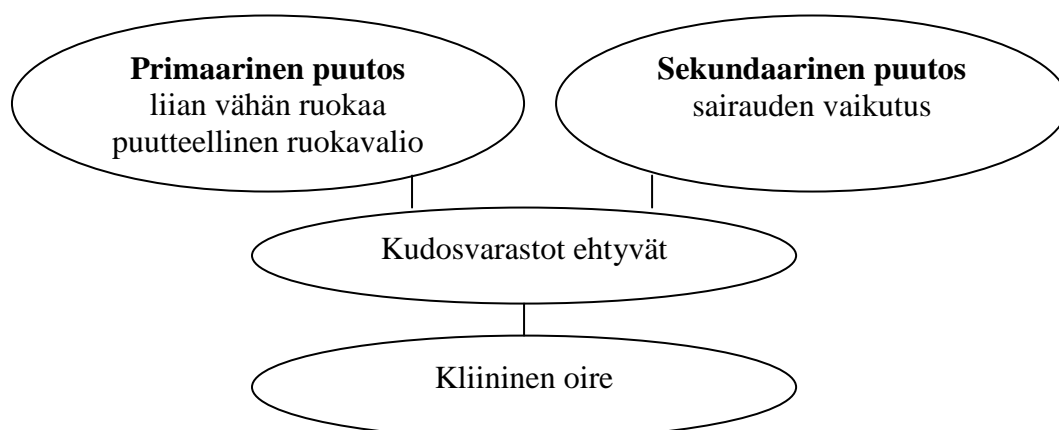 Primaarinen puutos
liian vähän ruokaa
puutteellinen ruokavalio
Sekundaarinen puutos
sairauden vaikutus
Kudosvarastot ehtyvät
Kliininen oire